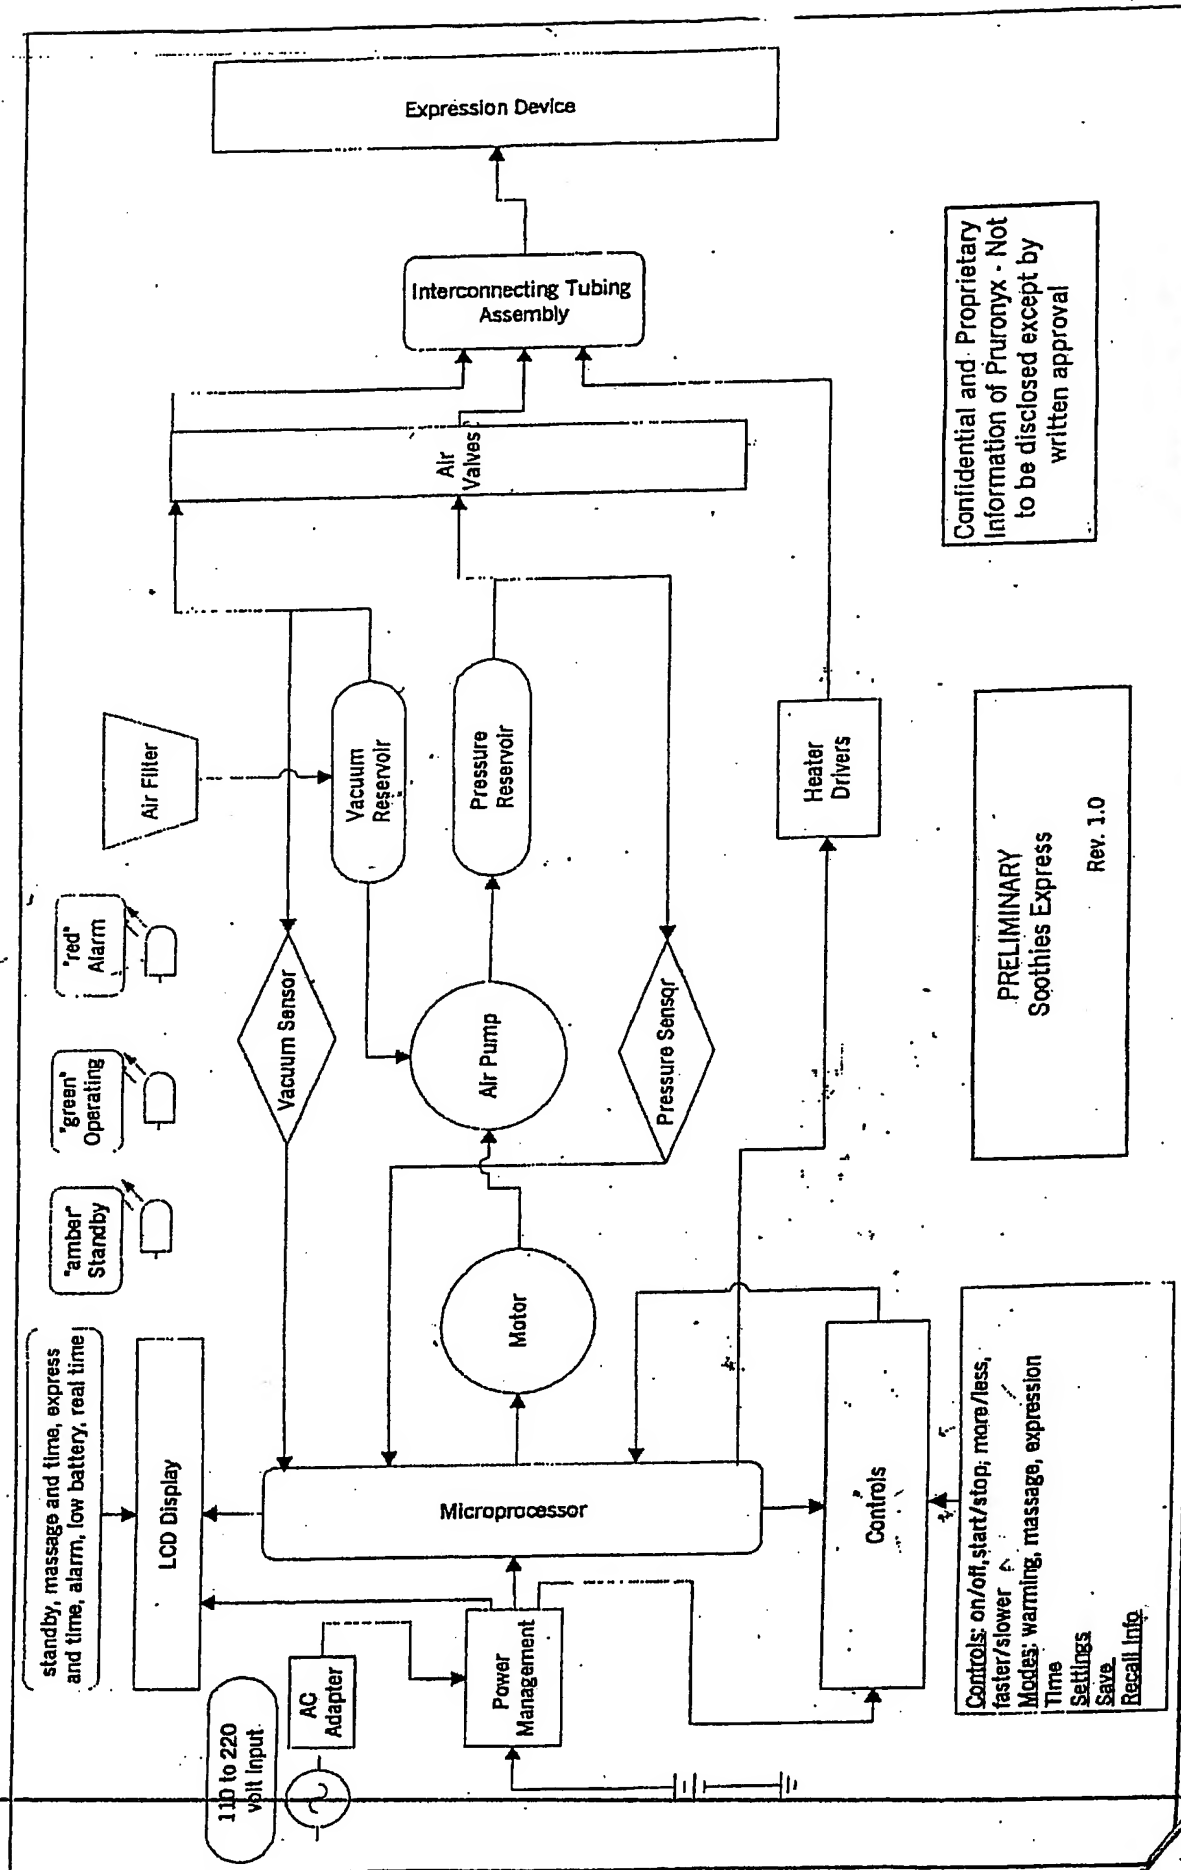 110 to 220
volt Input
AC
Adapter
Power
Management
standby, massage and time, express
and time, alarm, low battery, real time
LCD Display
Microprocessor
Controls
Controls: on/off,start/stop; more/less,
faster/slower
Modes: warming, massage, expression
Time
Settings
Save
Recall Info
"amber"
Standby
"green"
Operating
"red"
Alarm
Motor
Vacuum Sensor
Air Pump
Pressure Sensor
Air Filter
Vacuum
Reservoir
Pressure
Reservoir
Heater
Drivers
Air
Valves
Interconnecting Tubing
Assembly
Expression Device
PRELIMINARY
Soothies Express
Rev. 1.0
Confidential and Proprietary
Information of Pruronyx - Not
to be disclosed except by
written approval